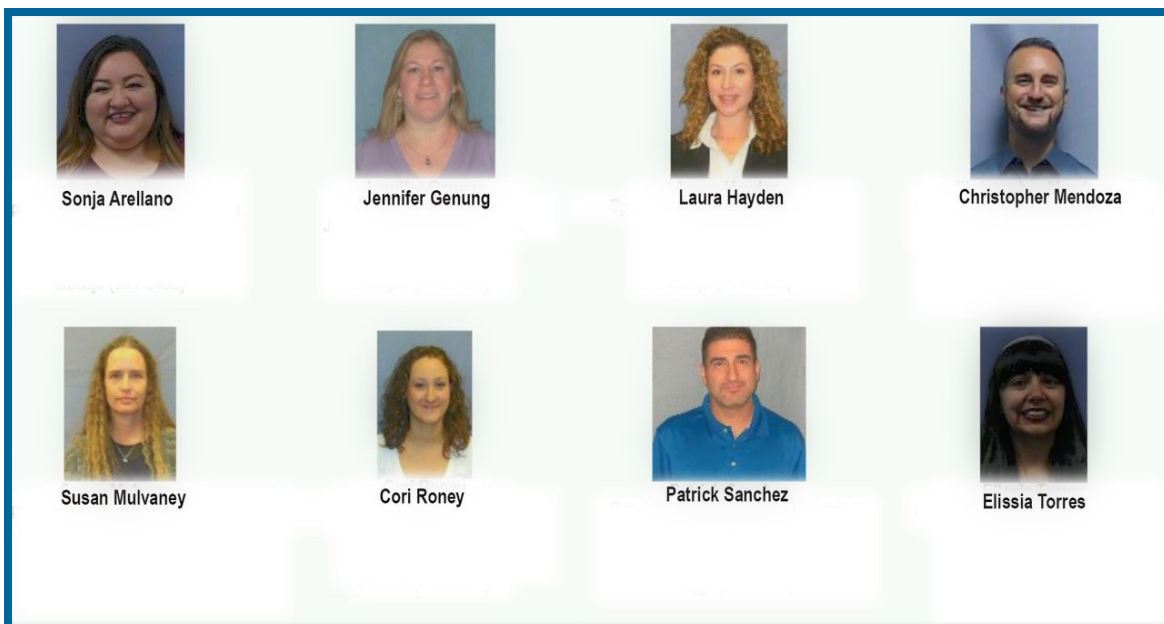 Sonja Arellano
Jennifer Genung
Laura Hayden
Christopher Mendoza
Susan Mulvaney
Cori Roney
Patrick Sanchez
Elissia Torres